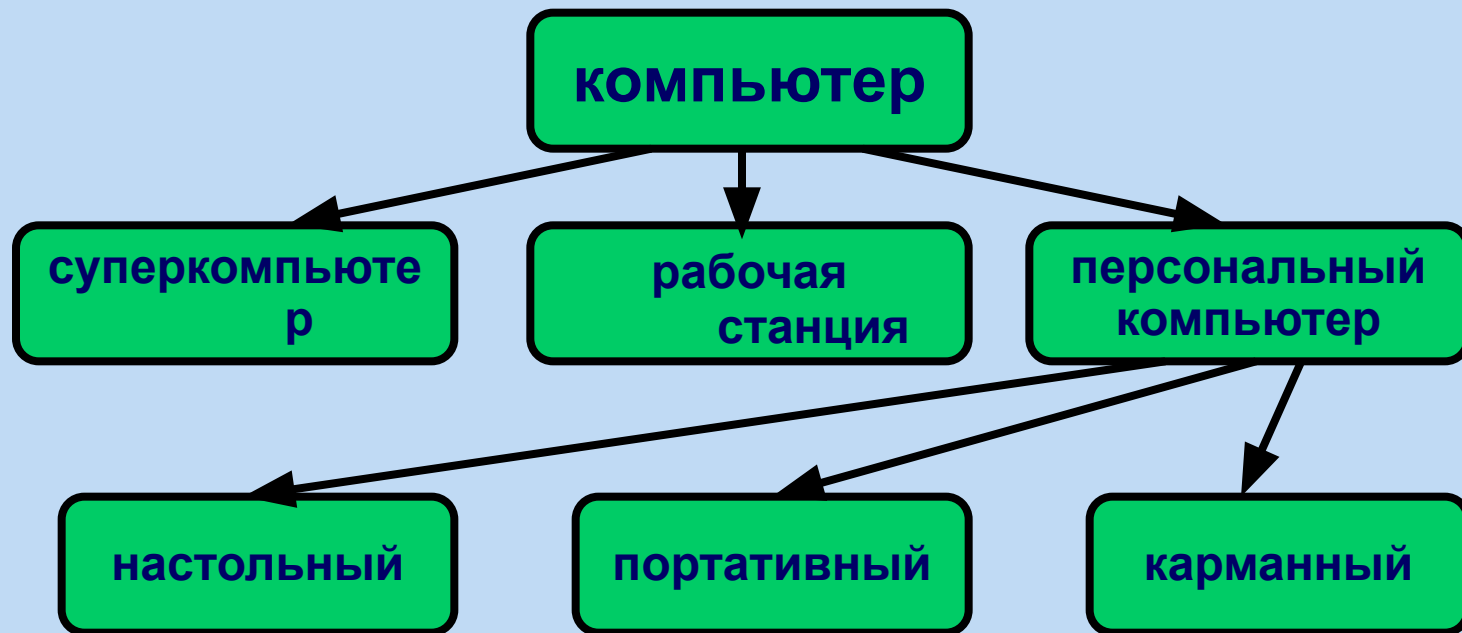 компьютер
суперкомпьюте
р
рабочая
станция
персональный
компьютер
настольный
портативный
карманный